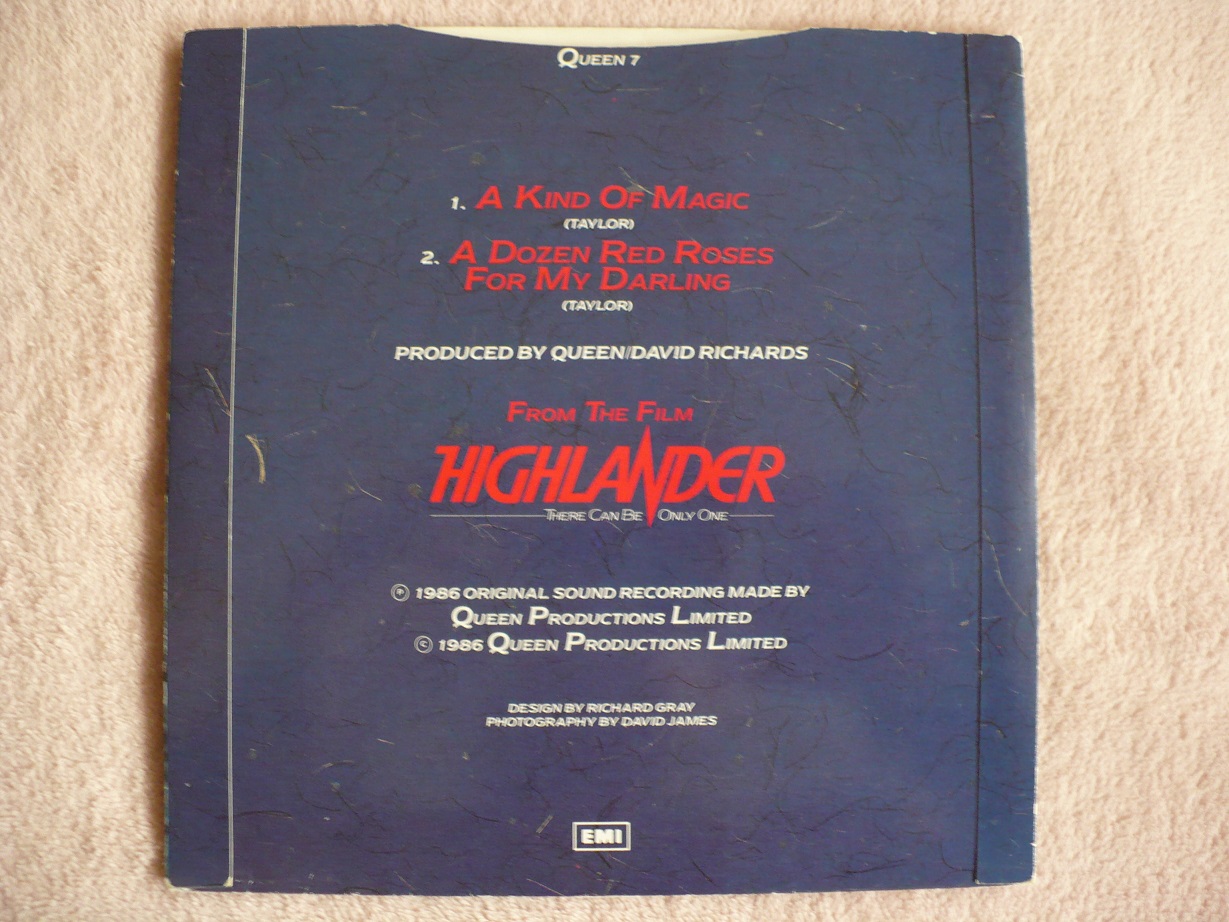 QUEEN 7
1. A KIND OF MAGIC
(TAYLOR)
2. A DOZEN RED ROSES
FOR MY DARLING
(TAYLOR)
PRODUCED BY QUEEN/DAVID RICHARDS
FROM THE FILM
HIGHLANDER
THERE CAN BE ONLY ONE
℗ 1986 ORIGINAL SOUND RECORDING MADE BY
QUEEN PRODUCTIONS LIMITED
© 1986 QUEEN PRODUCTIONS LIMITED
DESIGN BY RICHARD GRAY
PHOTOGRAPHY BY DAVID JAMES
EMI